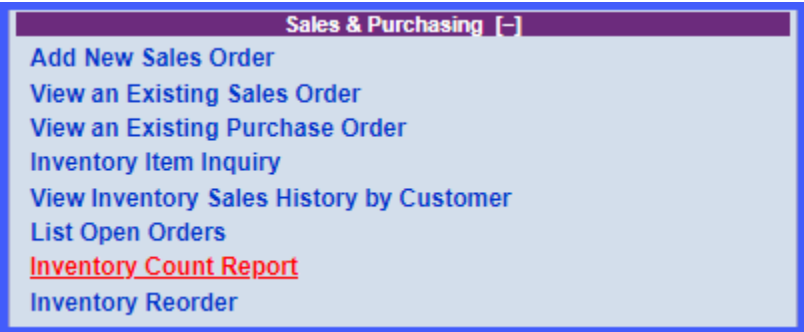 Sales & Purchasing [–]
Add New Sales Order
View an Existing Sales Order
View an Existing Purchase Order
Inventory Item Inquiry
View Inventory Sales History by Customer
List Open Orders
Inventory Count Report
Inventory Reorder